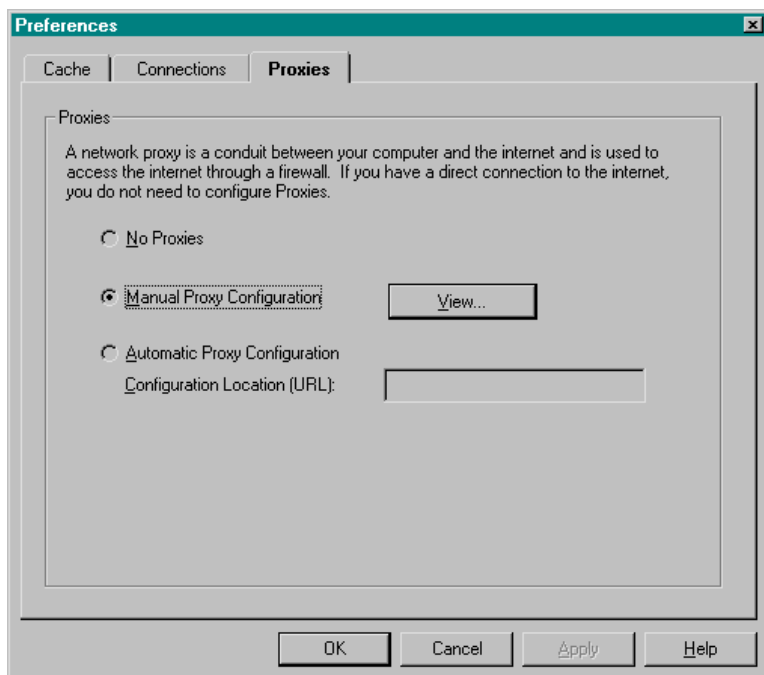 Preferences
Cache Connections Proxies
Proxies
A network proxy is a conduit between your computer and the internet and is used to
access the internet through a firewall. If you have a direct connection to the internet,
you do not need to configure Proxies.
No Proxies
Manual Proxy Configuration View...
Automatic Proxy Configuration
Configuration Location (URL):
OK Cancel Apply Help